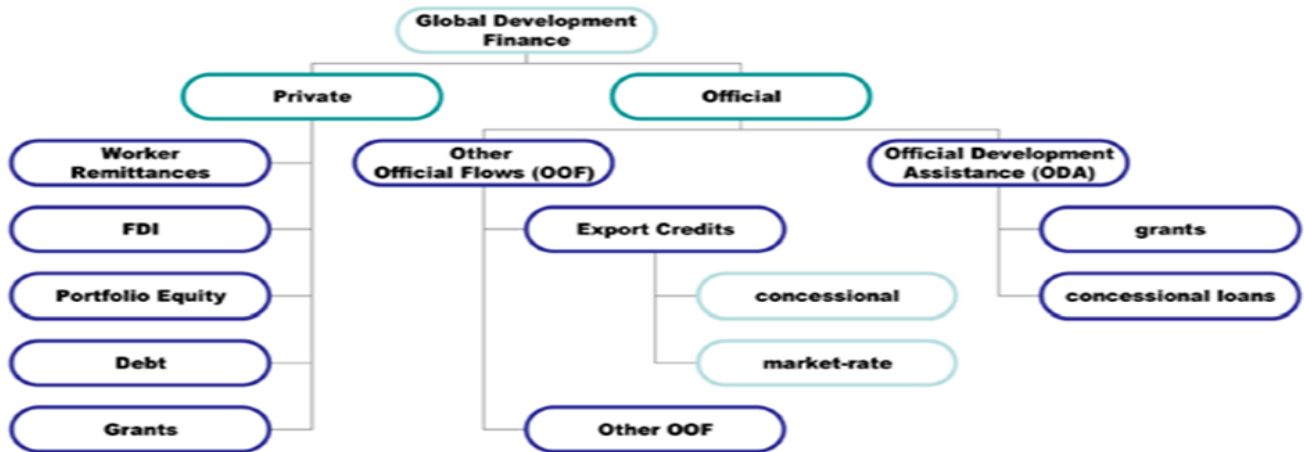 Global Development
Finance
Private
Official
Worker
Remittances
Other
Official Flows (OOF)
Official Development
Assistance (ODA)
FDI
Export Credits
grants
Portfolio Equity
concessional
concessional loans
Debt
market-rate
Grants
Other OOF